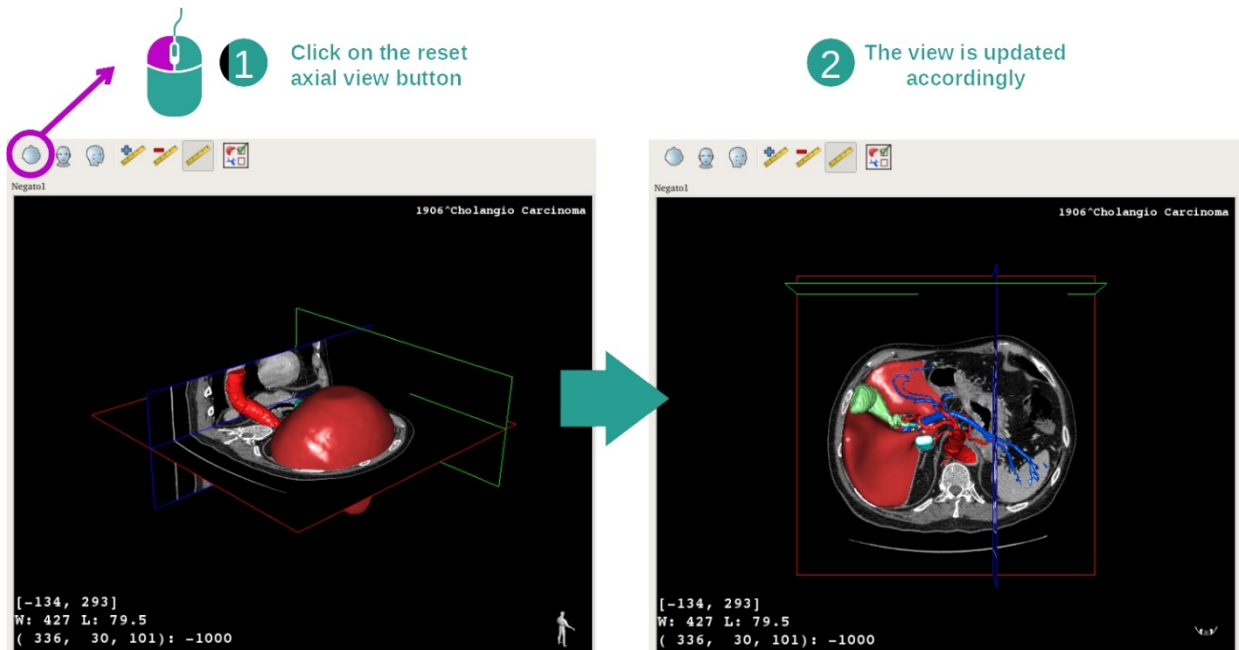 1
Click on the reset
axial view button
2
The view is updated
accordingly
Negato1
1906^Cholangio Carcinoma
[-134, 293]
W: 427 L: 79.5
( 336,  30, 101): -1000
Negato1
1906^Cholangio Carcinoma
[-134, 293]
W: 427 L: 79.5
( 336,  30, 101): -1000